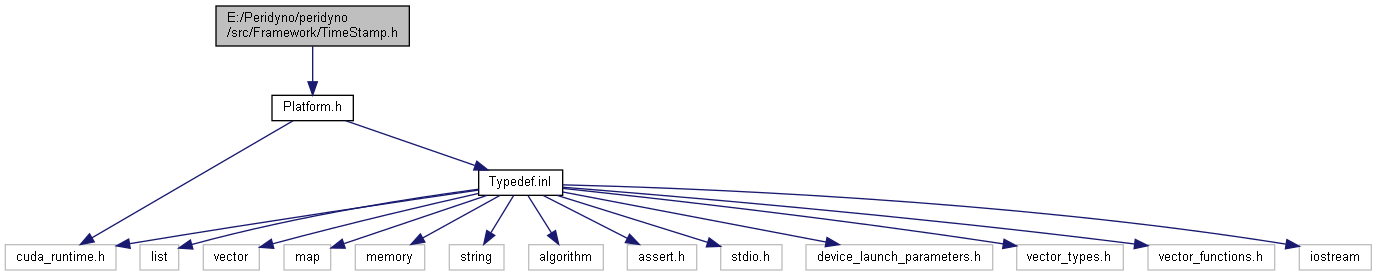 E:/Peridyno/peridyno
/src/Framework/TimeStamp.h
Platform.h
Typedef.inl
cuda_runtime.h
list
vector
map
memory
string
algorithm
assert.h
stdio.h
device_launch_parameters.h
vector_types.h
vector_functions.h
iostream